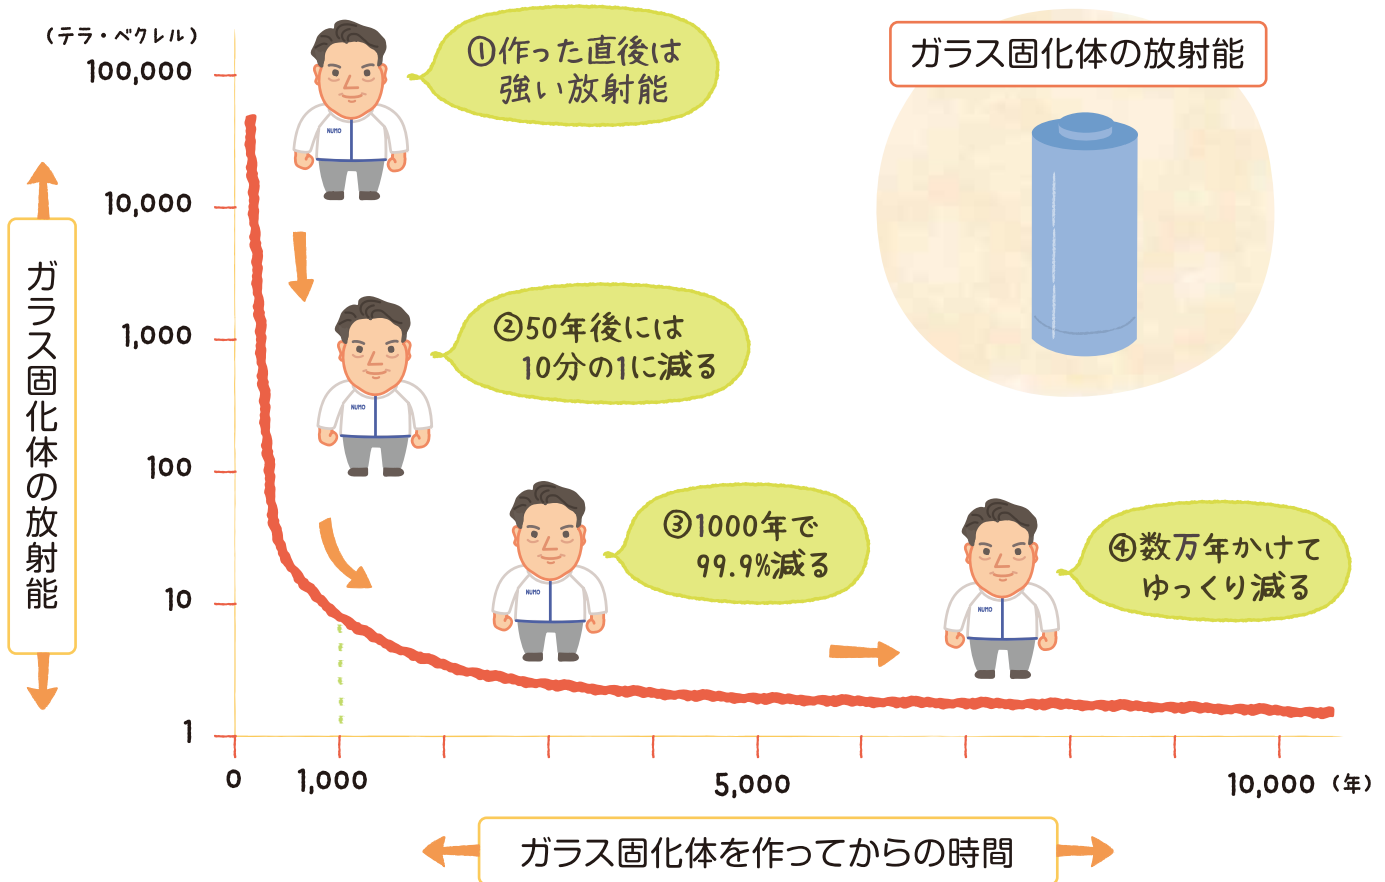 (テラ・ベクレル)
100,000
10,000
1,000
100
10
1
ガラス固化体の放射能
①作った直後は
強い放射能
NUMO
②50年後には
10分の1に減る
NUMO
③1000年で
99.9%減る
NUMO
④数万年かけて
ゆっくり減る
NUMO
ガラス固化体の放射能
0
1,000
5,000
10,000
(年)
ガラス固化体を作ってからの時間